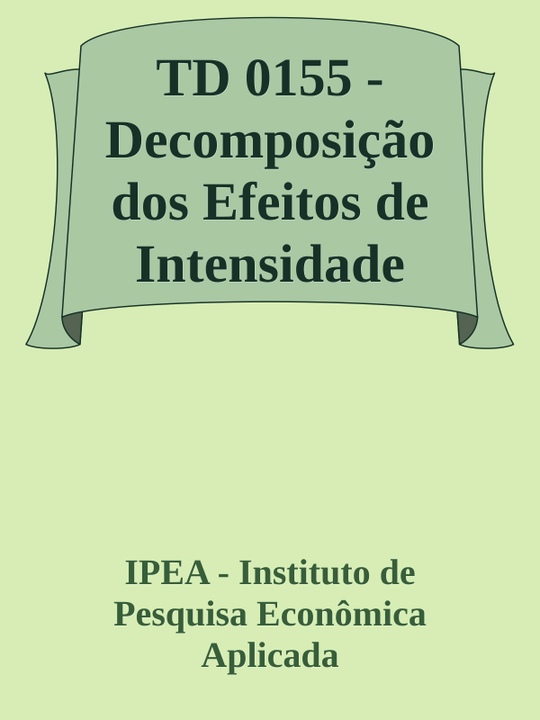 TD 0155 -
Decomposição
dos Efeitos de
Intensidade
IPEA - Instituto de
Pesquisa Econômica
Aplicada